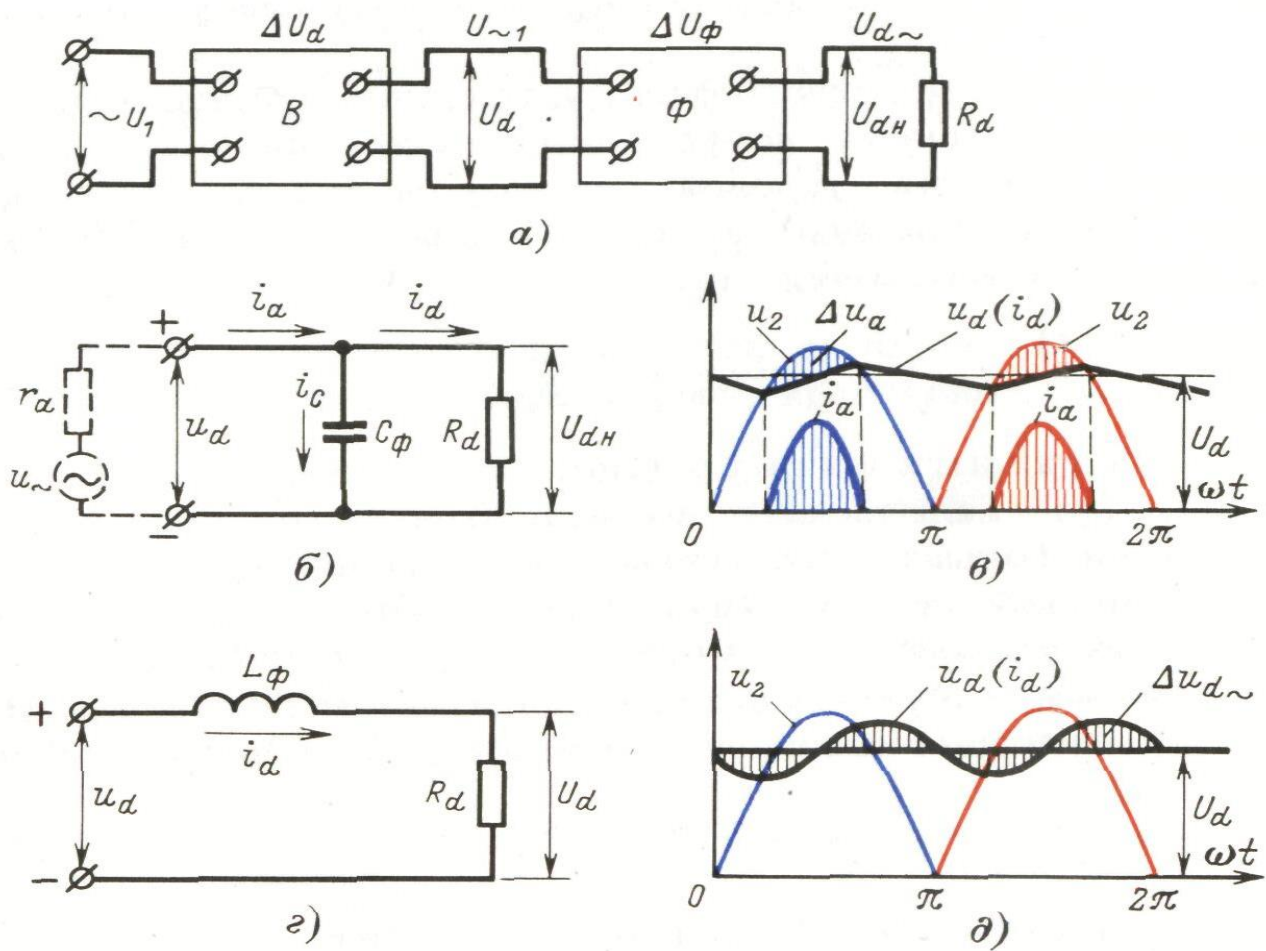 ΔU_d U_~1 ΔU_ф U_d~
~U_1 В U_d Ф U_dн R_d
а)
i_a i_d
+ r_a u_~ u_d i_C C_ф R_d U_dн −
б)
u_2 Δu_a u_d(i_d) u_2
i_a i_a U_d
0 π 2π ωt
в)
L_ф
+ i_d
u_d R_d U_d
−
г)
u_2 u_d(i_d) Δu_d~
U_d
0 π 2π ωt
д)